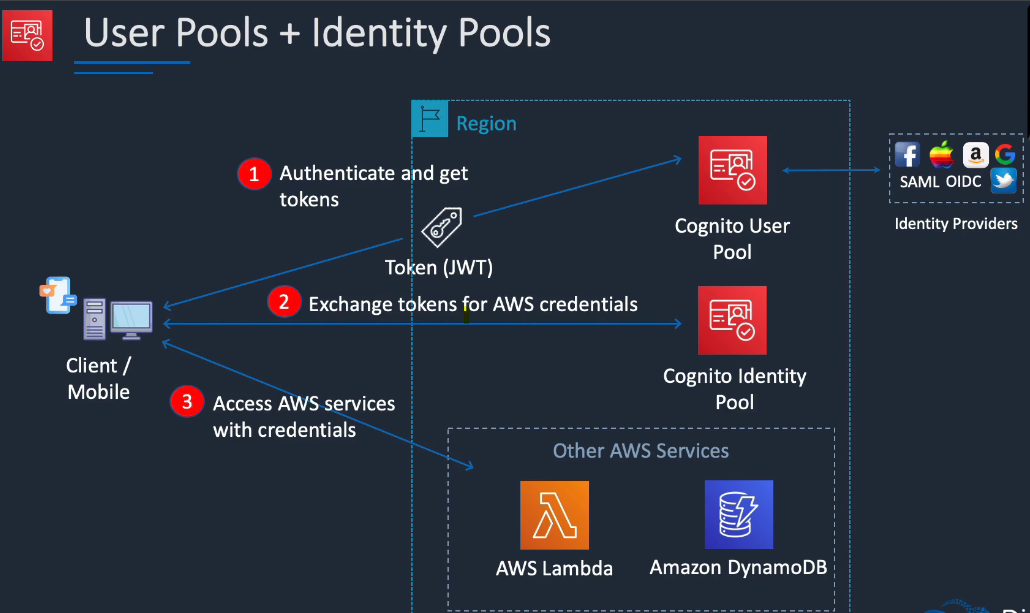 User Pools + Identity Pools
Region
1
Authenticate and get
tokens
SAML OIDC
Identity Providers
Cognito User
Pool
Token (JWT)
2
Exchange tokens for AWS credentials
Client /
Mobile
Cognito Identity
Pool
3
Access AWS services
with credentials
Other AWS Services
AWS Lambda
Amazon DynamoDB